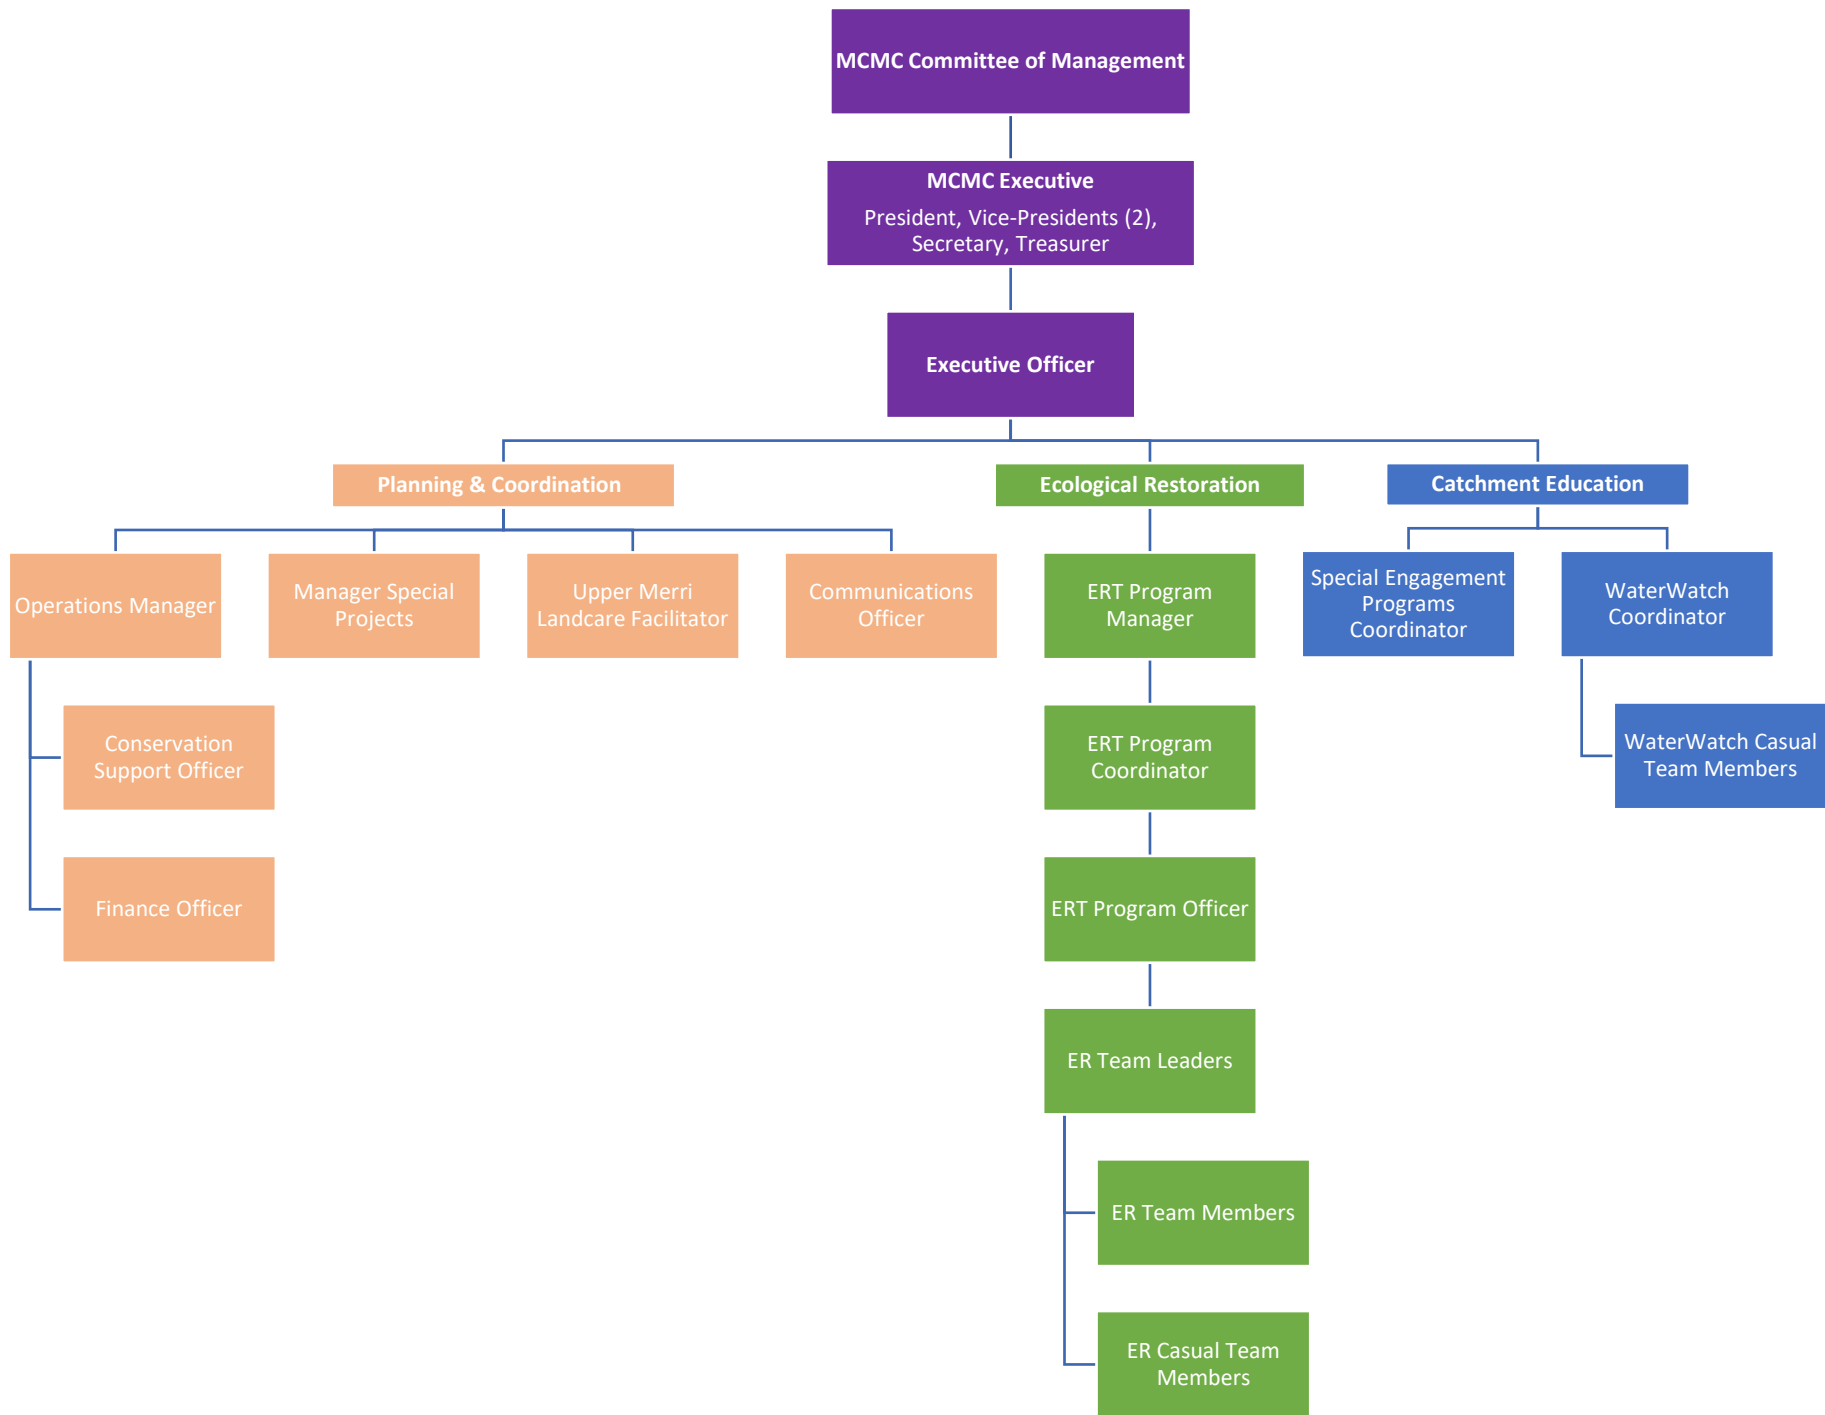 MCMC Committee of Management
MCMC Executive
President, Vice-Presidents (2),
Secretary, Treasurer
Executive Officer
Planning & Coordination
Ecological Restoration
Catchment Education
Operations Manager
Manager Special
Projects
Upper Merri
Landcare Facilitator
Communications
Officer
ERT Program
Manager
Special Engagement
Programs
Coordinator
WaterWatch
Coordinator
Conservation
Support Officer
ERT Program
Coordinator
WaterWatch Casual
Team Members
Finance Officer
ERT Program Officer
ER Team Leaders
ER Team Members
ER Casual Team
Members